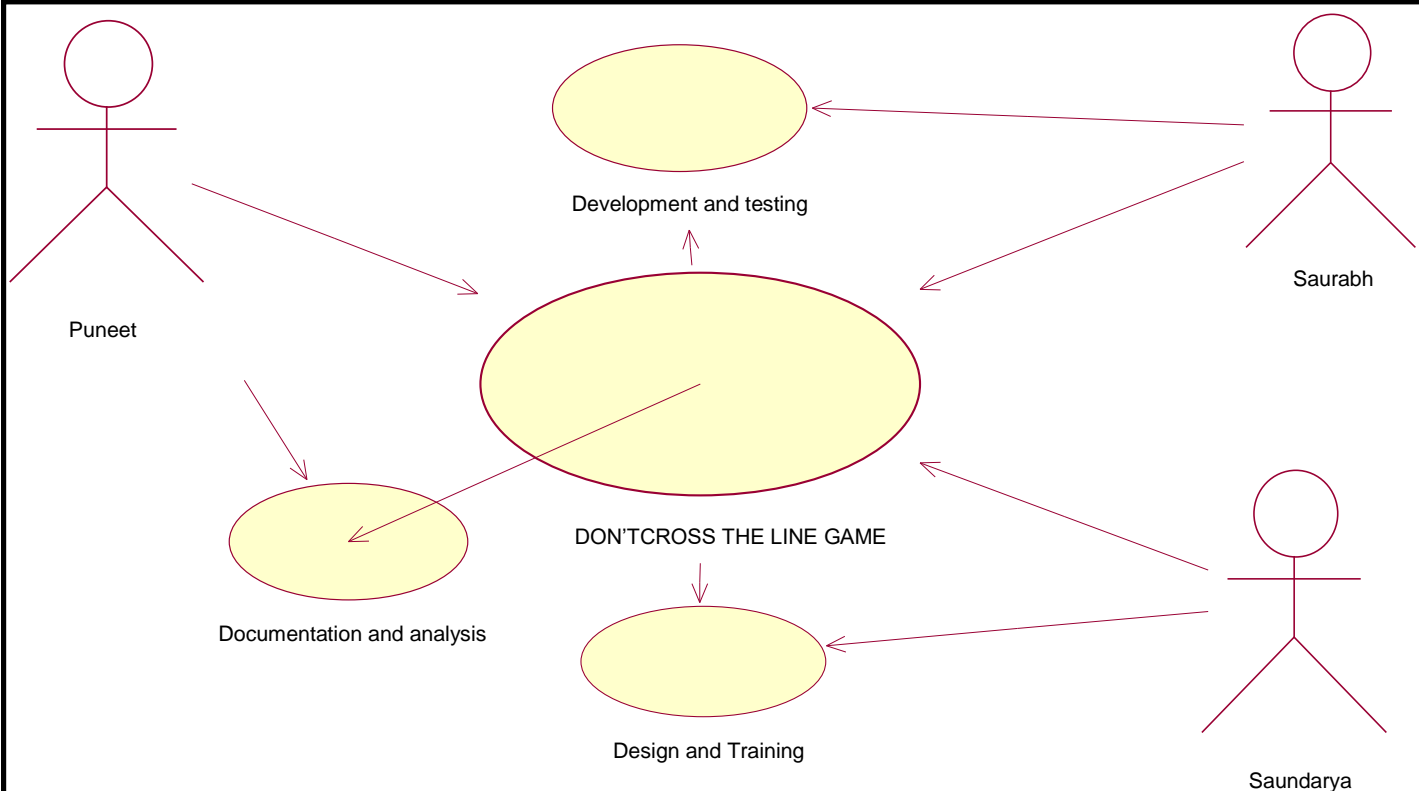 Development and testing
Saurabh
Puneet
DON'TCROSS THE LINE GAME
Documentation and analysis
Design and Training
Saundarya